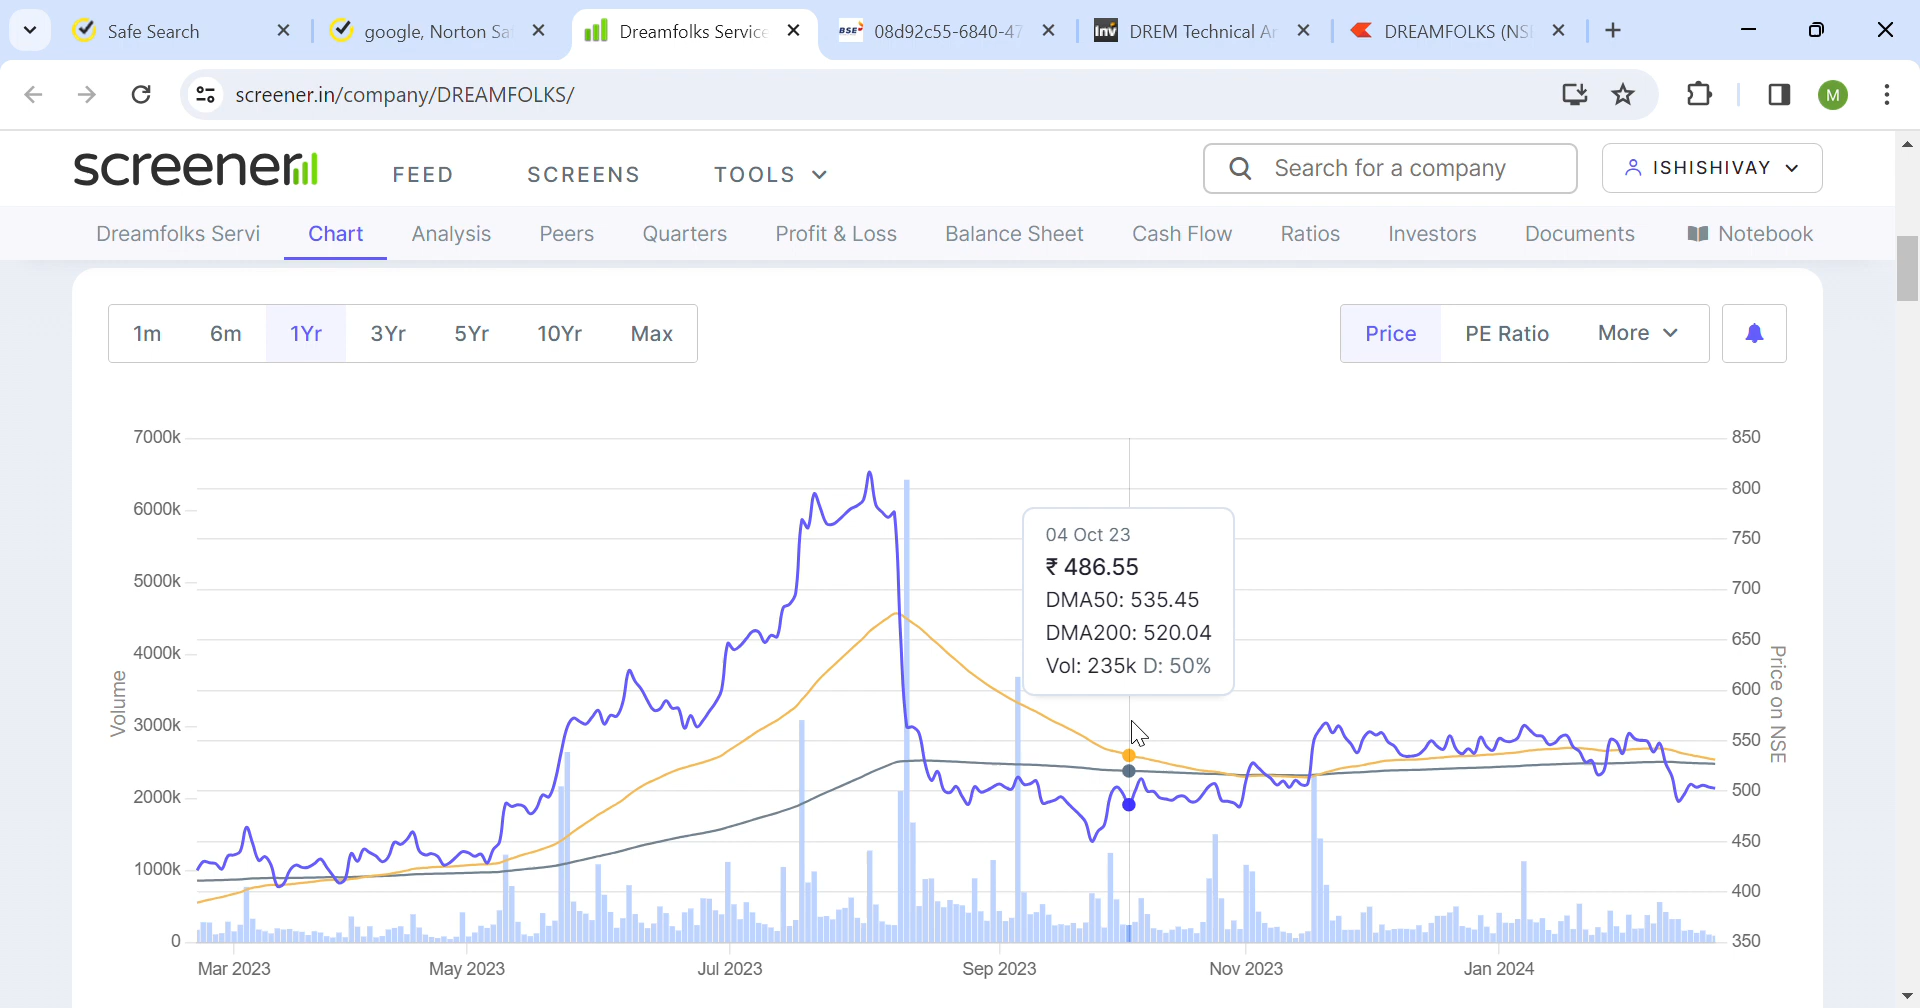 Safe Search
google, Norton Sa
Dreamfolks Service
BSE
08d92c55-6840-47
Inv
DREM Technical An
DREAMFOLKS (NSE
screener.in/company/DREAMFOLKS/
M
screener
FEED
SCREENS
TOOLS
Search for a company
ISHISHIVAY
Dreamfolks Servi
Chart
Analysis
Peers
Quarters
Profit & Loss
Balance Sheet
Cash Flow
Ratios
Investors
Documents
Notebook
1m
6m
1Yr
3Yr
5Yr
10Yr
Max
Price
PE Ratio
More
7000k
6000k
5000k
4000k
3000k
2000k
1000k
0
Volume
04 Oct 23
₹ 486.55
DMA50: 535.45
DMA200: 520.04
Vol: 235k D: 50%
850
800
750
700
650
600
550
500
450
400
350
Price on NSE
Mar 2023
May 2023
Jul 2023
Sep 2023
Nov 2023
Jan 2024